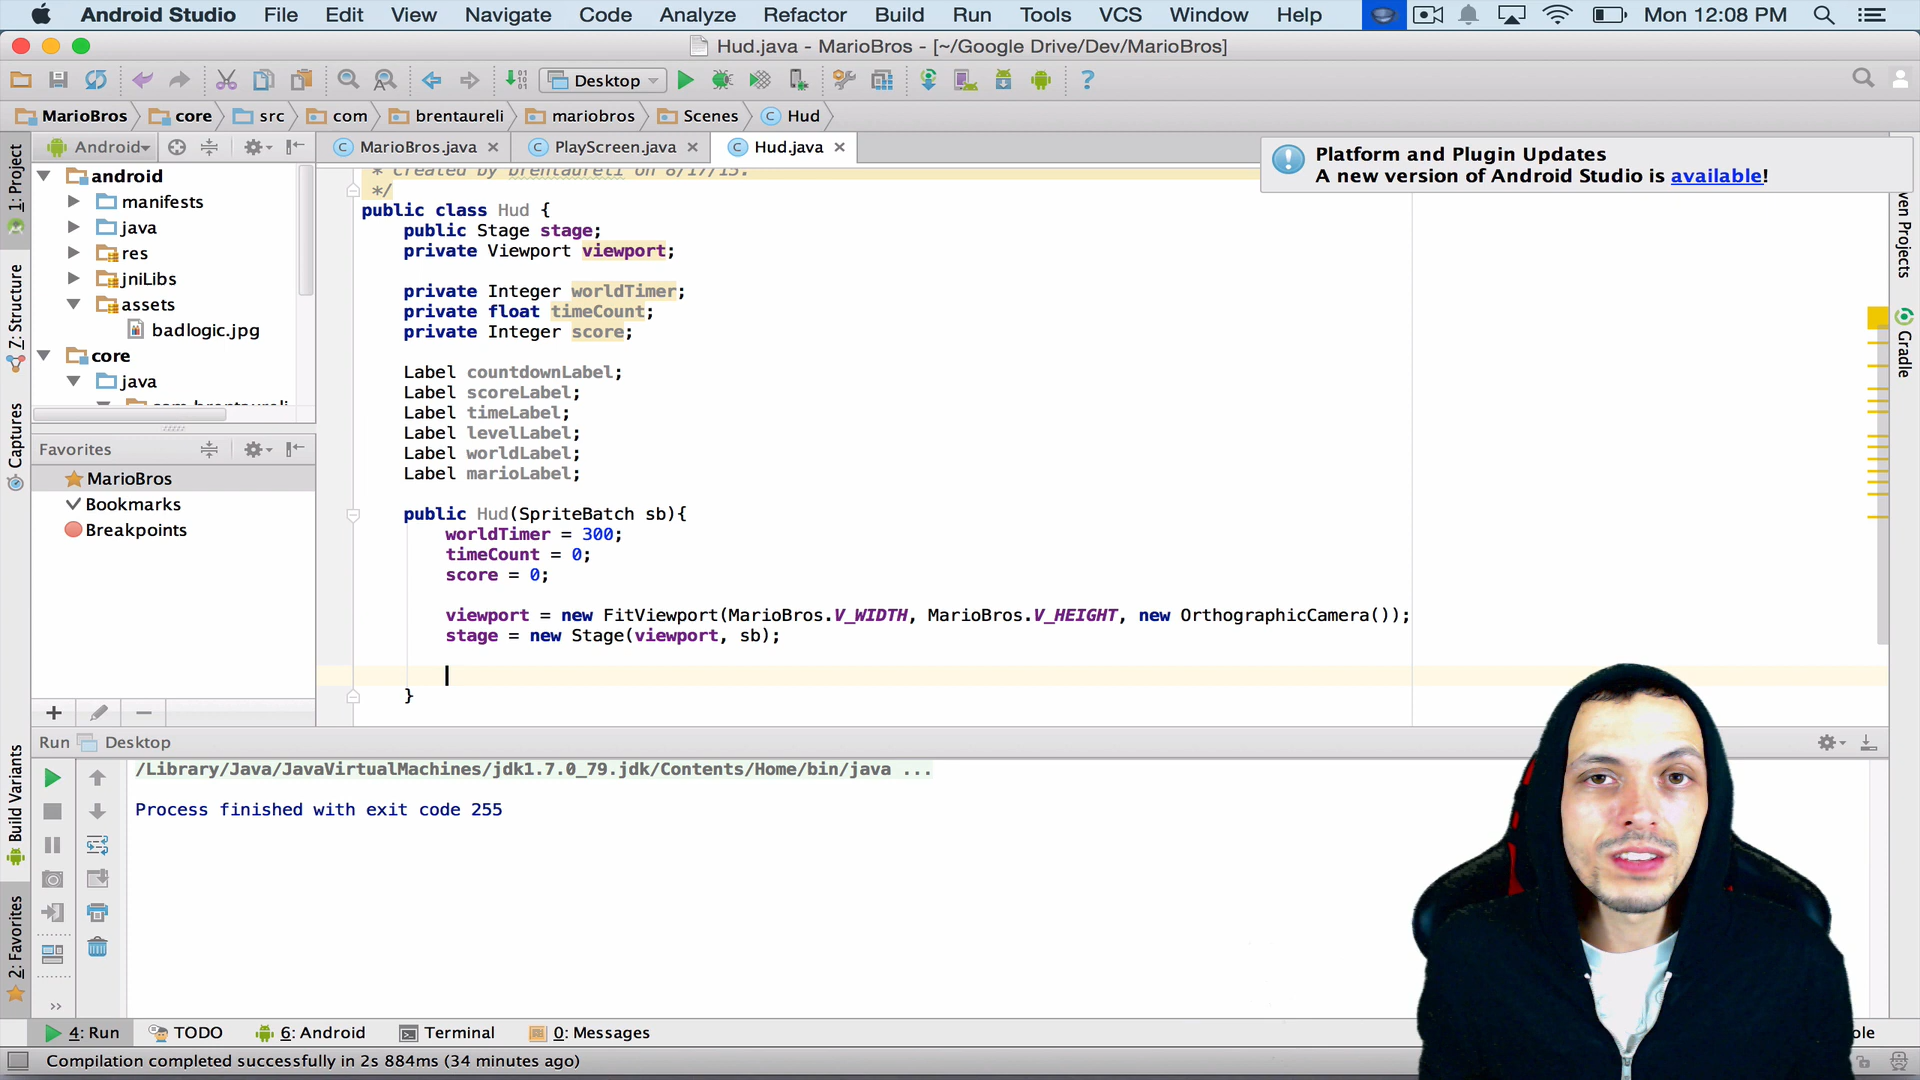 Android Studio File Edit View Navigate Code Analyze Refactor Build Run Tools VCS Window Help Mon 12:08 PM
Hud.java - MarioBros - [~/Google Drive/Dev/MarioBros]
Desktop
MarioBros core src com brentaureli mariobros Scenes Hud
Android MarioBros.java PlayScreen.java Hud.java
Platform and Plugin Updates
A new version of Android Studio is available!
1: Project
Z: Structure
Captures
Build Variants
2: Favorites
android
manifests
java
res
jniLibs
assets
badlogic.jpg
core
java
Favorites
MarioBros
Bookmarks
Breakpoints
* Created by brentaureli on 8/17/15.
*/
public class Hud {
public Stage stage;
private Viewport viewport;
private Integer worldTimer;
private float timeCount;
private Integer score;
Label countdownLabel;
Label scoreLabel;
Label timeLabel;
Label levelLabel;
Label worldLabel;
Label marioLabel;
public Hud(SpriteBatch sb){
worldTimer = 300;
timeCount = 0;
score = 0;
viewport = new FitViewport(MarioBros.V_WIDTH, MarioBros.V_HEIGHT, new OrthographicCamera());
stage = new Stage(viewport, sb);
}
ven Projects
Gradle
Run Desktop
/Library/Java/JavaVirtualMachines/jdk1.7.0_79.jdk/Contents/Home/bin/java ...
Process finished with exit code 255
4: Run TODO 6: Android Terminal 0: Messages ole
Compilation completed successfully in 2s 884ms (34 minutes ago)